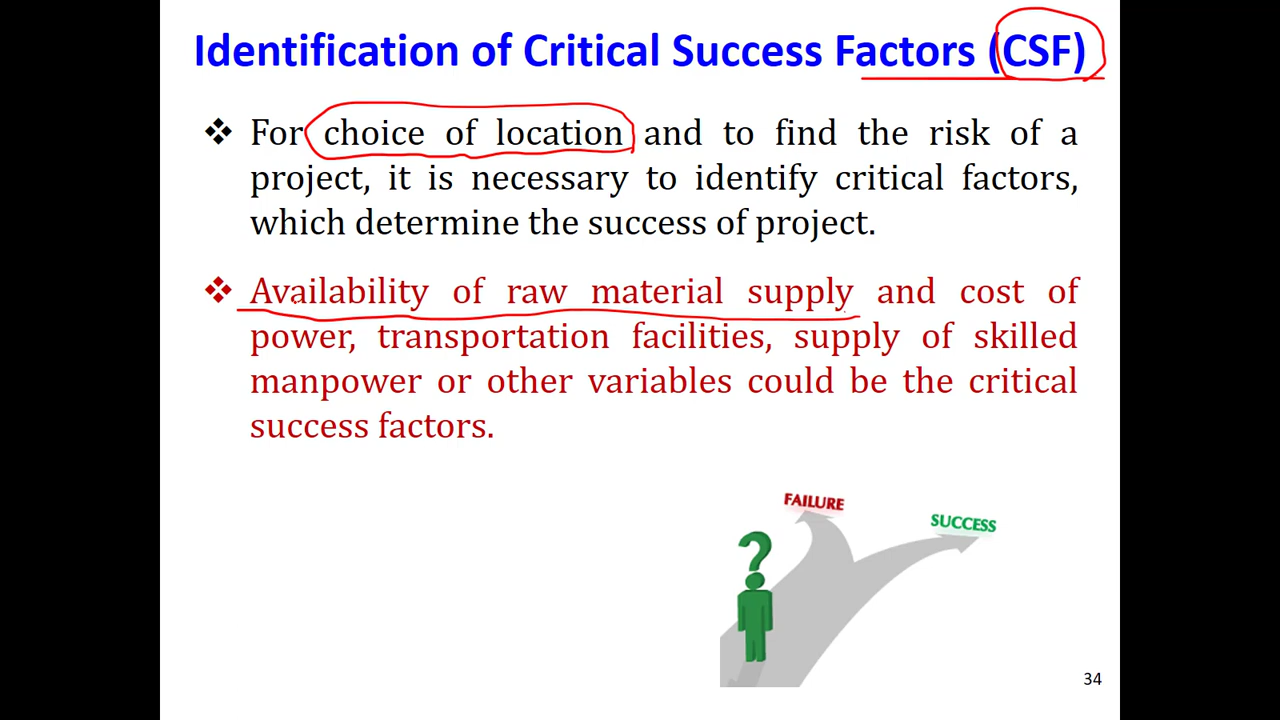 Identification of Critical Success Factors (CSF)
❖ For choice of location and to find the risk of a
project, it is necessary to identify critical factors,
which determine the success of project.
❖ Availability of raw material supply and cost of
power, transportation facilities, supply of skilled
manpower or other variables could be the critical
success factors.
FAILURE
SUCCESS
?
34